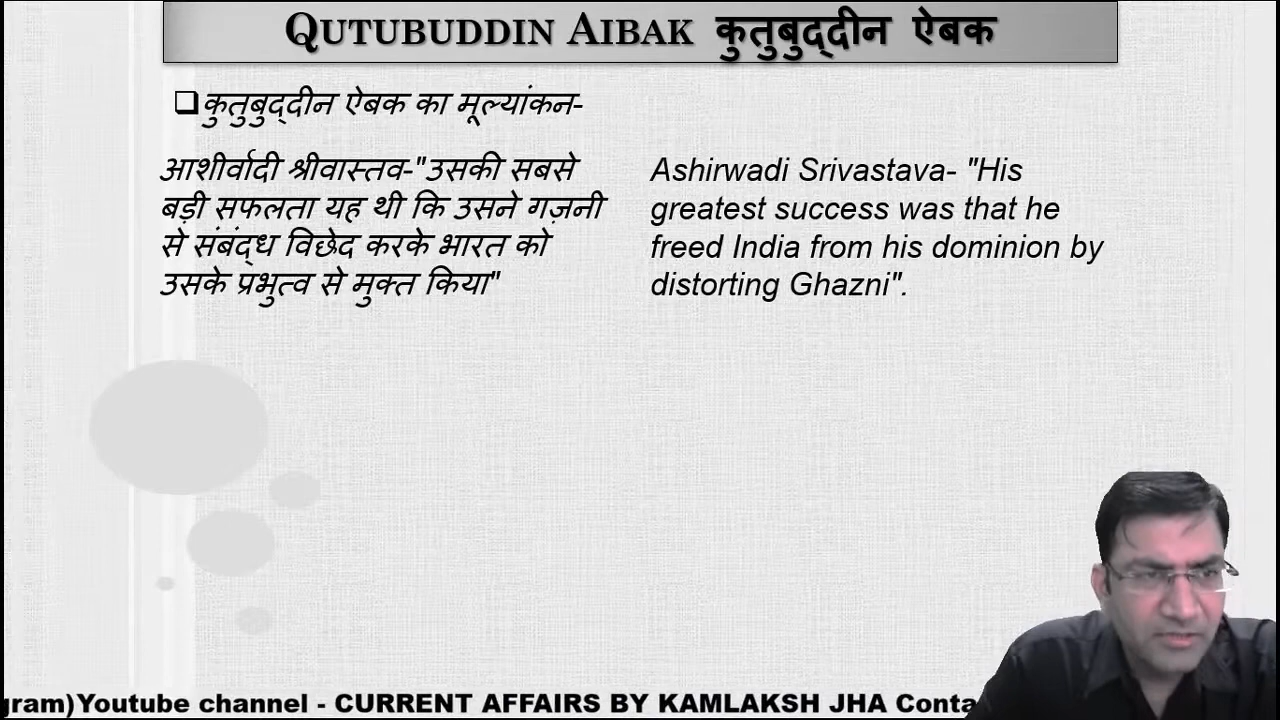 QUTUBUDDIN AIBAK कुतुबुद्दीन ऐबक
कुतुबुद्दीन ऐबक का मूल्यांकन-
आशीर्वादी श्रीवास्तव-"उसकी सबसे
बड़ी सफलता यह थी कि उसने गज़नी
से संबंद्ध विछेद करके भारत को
उसके प्रभुत्व से मुक्त किया"
Ashirwadi Srivastava- "His
greatest success was that he
freed India from his dominion by
distorting Ghazni".
gram)Youtube channel - CURRENT AFFAIRS BY KAMLAKSH JHA Conta